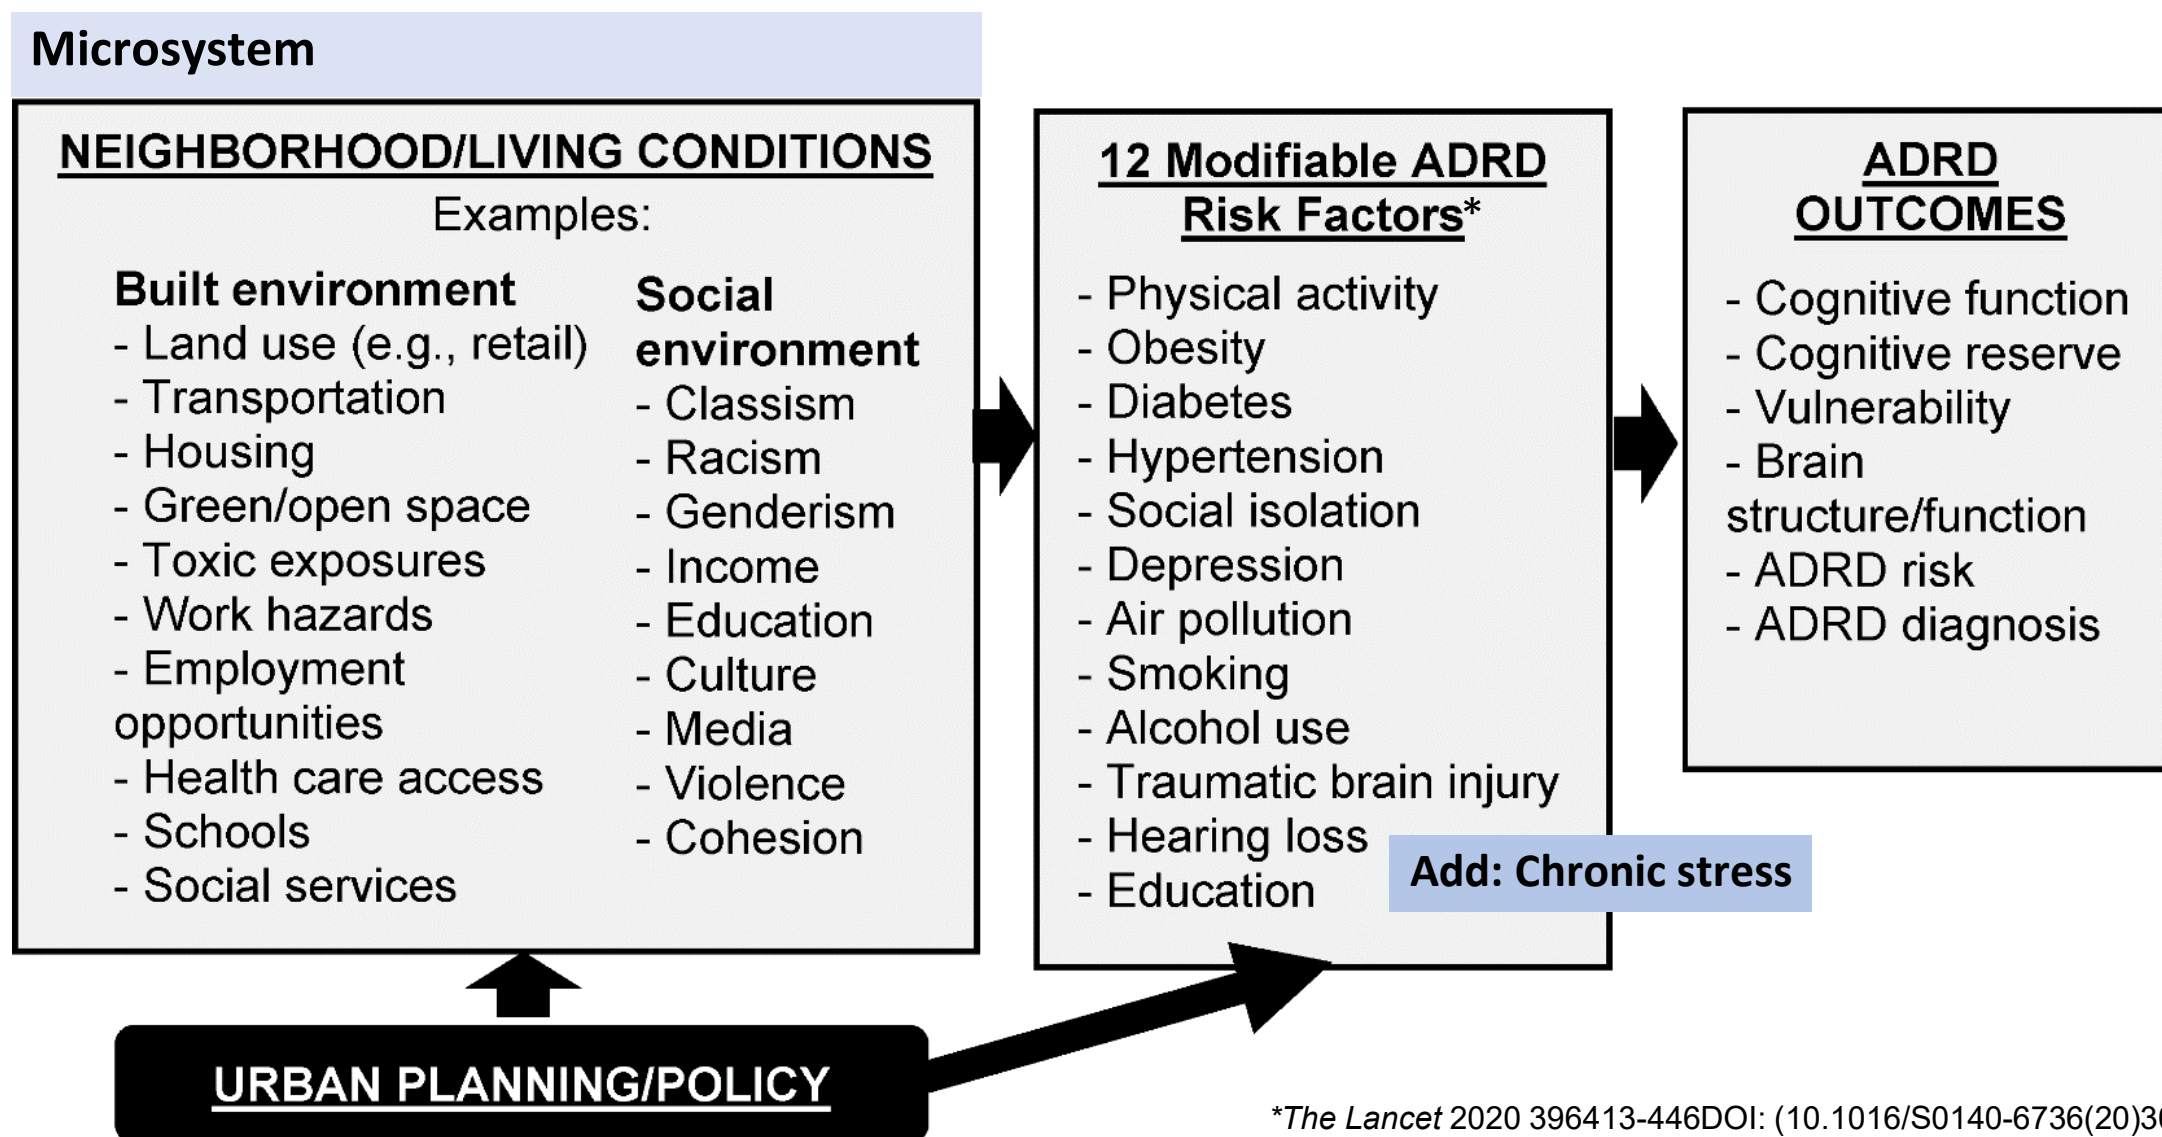 Microsystem
NEIGHBORHOOD/LIVING CONDITIONS
Examples:
Built environment
- Land use (e.g., retail)
- Transportation
- Housing
- Green/open space
- Toxic exposures
- Work hazards
- Employment
opportunities
- Health care access
- Schools
- Social services
Social
environment
- Classism
- Racism
- Genderism
- Income
- Education
- Culture
- Media
- Violence
- Cohesion
12 Modifiable ADRD
Risk Factors*
- Physical activity
- Obesity
- Diabetes
- Hypertension
- Social isolation
- Depression
- Air pollution
- Smoking
- Alcohol use
- Traumatic brain injury
- Hearing loss
- Education
Add: Chronic stress
ADRD
OUTCOMES
- Cognitive function
- Cognitive reserve
- Vulnerability
- Brain
structure/function
- ADRD risk
- ADRD diagnosis
URBAN PLANNING/POLICY
*The Lancet 2020 396413-446DOI: (10.1016/S0140-6736(20)3